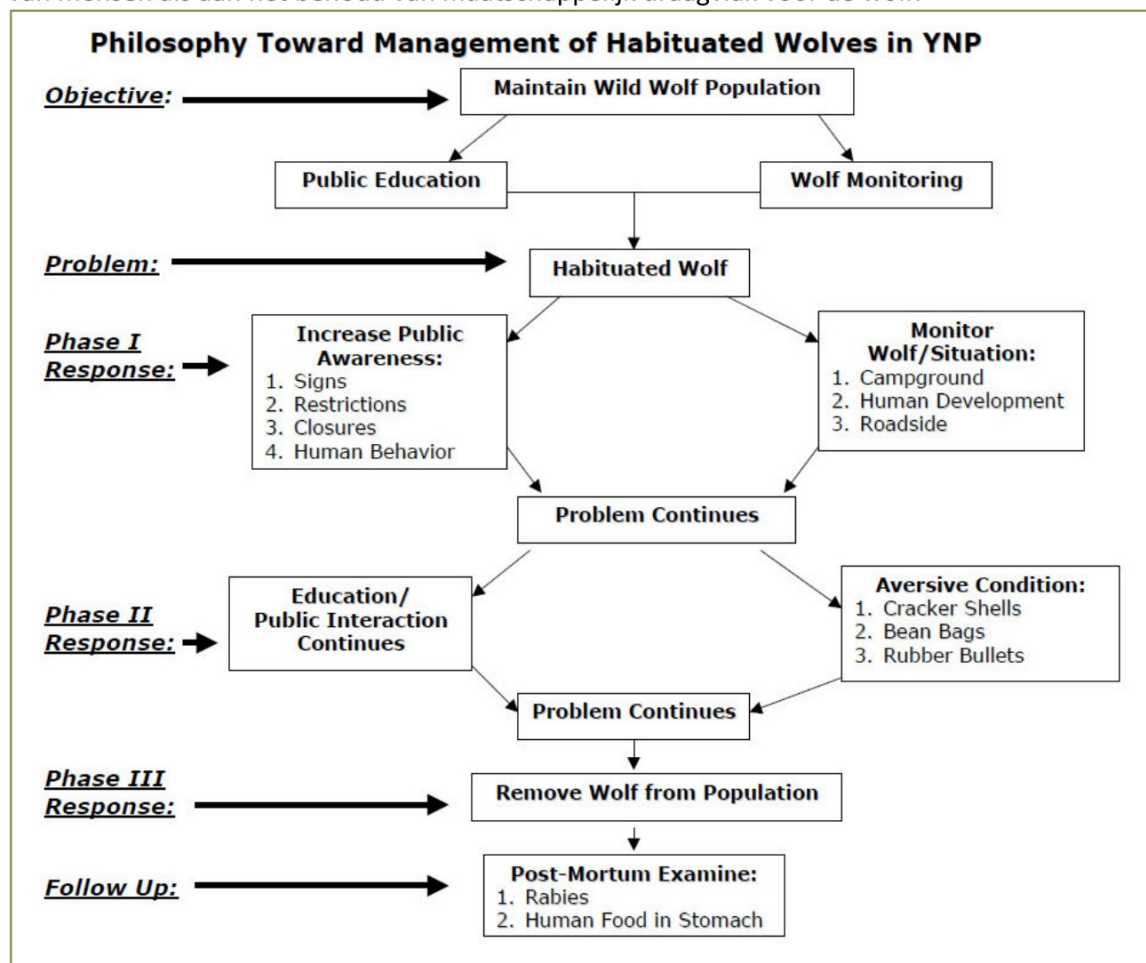 van mensen als aan het behoud van maatschappelijk draagvlak voor de wolf.
Philosophy Toward Management of Habituated Wolves in YNP
Objective:
Maintain Wild Wolf Population
Public Education
Wolf Monitoring
Problem:
Habituated Wolf
Phase I
Response:
Increase Public
Awareness:
1. Signs
2. Restrictions
3. Closures
4. Human Behavior
Monitor
Wolf/Situation:
1. Campground
2. Human Development
3. Roadside
Problem Continues
Phase II
Response:
Education/
Public Interaction
Continues
Aversive Condition:
1. Cracker Shells
2. Bean Bags
3. Rubber Bullets
Problem Continues
Phase III
Response:
Remove Wolf from Population
Follow Up:
Post-Mortum Examine:
1. Rabies
2. Human Food in Stomach